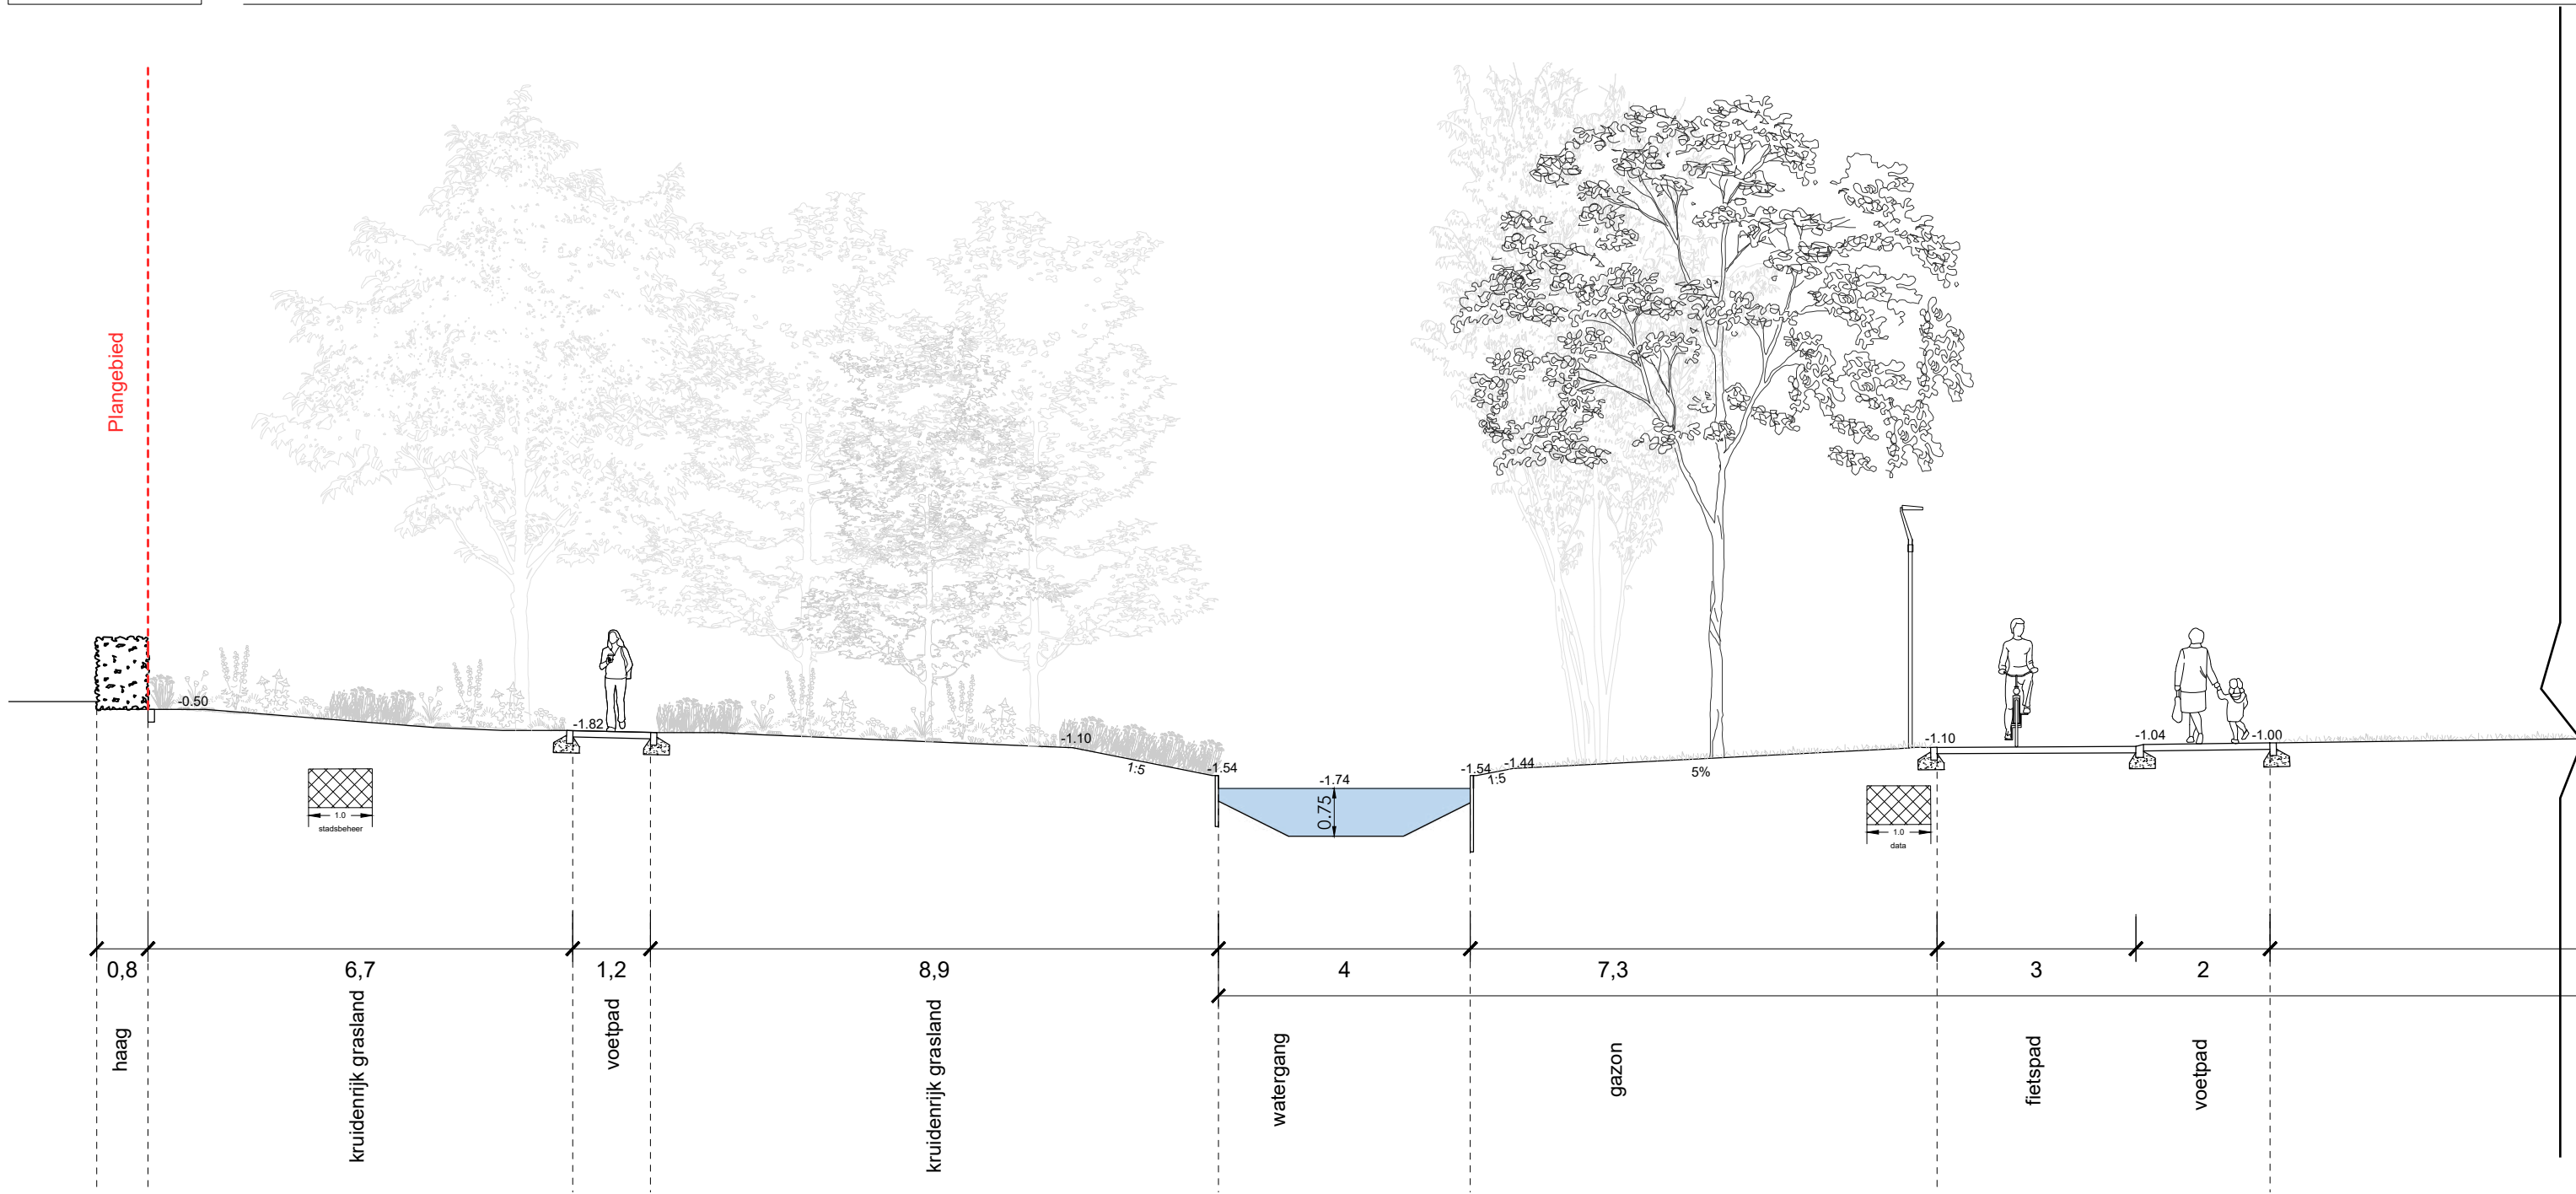 Plangebied
-0.50
-1.82
-1.10
1:5
-1.54
-1.74
0.75
-1.54
1:5
-1.44
5%
-1.10
-1.04
-1.00
1.0
stadsbeheer
1.0
data
0,8
6,7
1,2
8,9
4
7,3
3
2
haag
kruidenrijk grasland
voetpad
kruidenrijk grasland
watergang
gazon
fietspad
voetpad